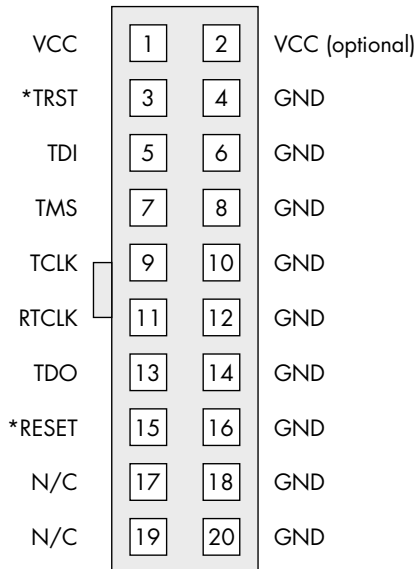 VCC 1 2 VCC (optional)
*TRST 3 4 GND
TDI 5 6 GND
TMS 7 8 GND
TCLK 9 10 GND
RTCLK 11 12 GND
TDO 13 14 GND
*RESET 15 16 GND
N/C 17 18 GND
N/C 19 20 GND